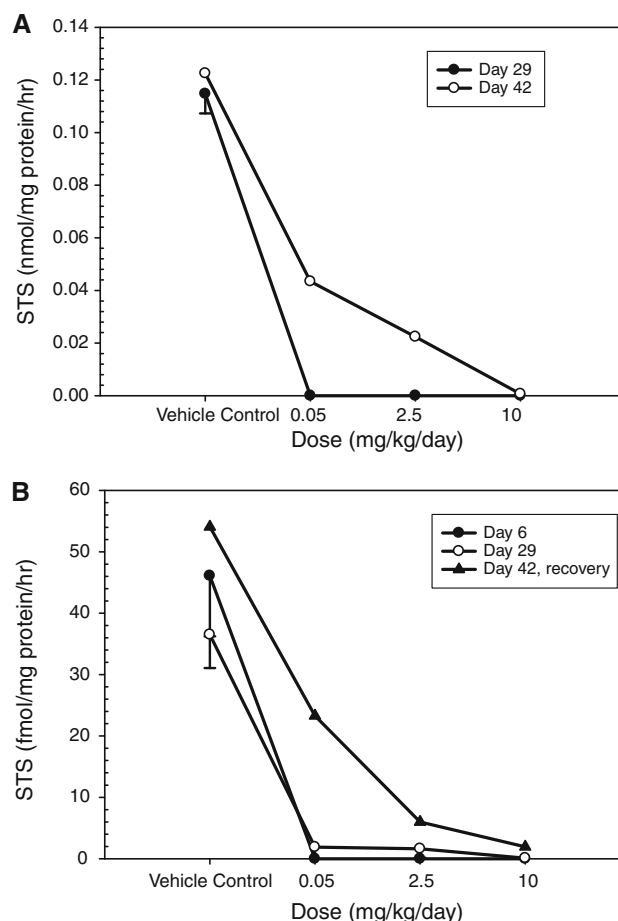 A
0.14
0.12
0.10
0.08
0.06
0.04
0.02
0.00
STS (nmol/mg protein/hr)
Day 29
Day 42
Vehicle Control 0.05 2.5 10
Dose (mg/kg/day)
B
60
50
40
30
20
10
0
STS (fmol/mg protein/hr)
Day 6
Day 29
Day 42, recovery
Vehicle Control 0.05 2.5 10
Dose (mg/kg/day)